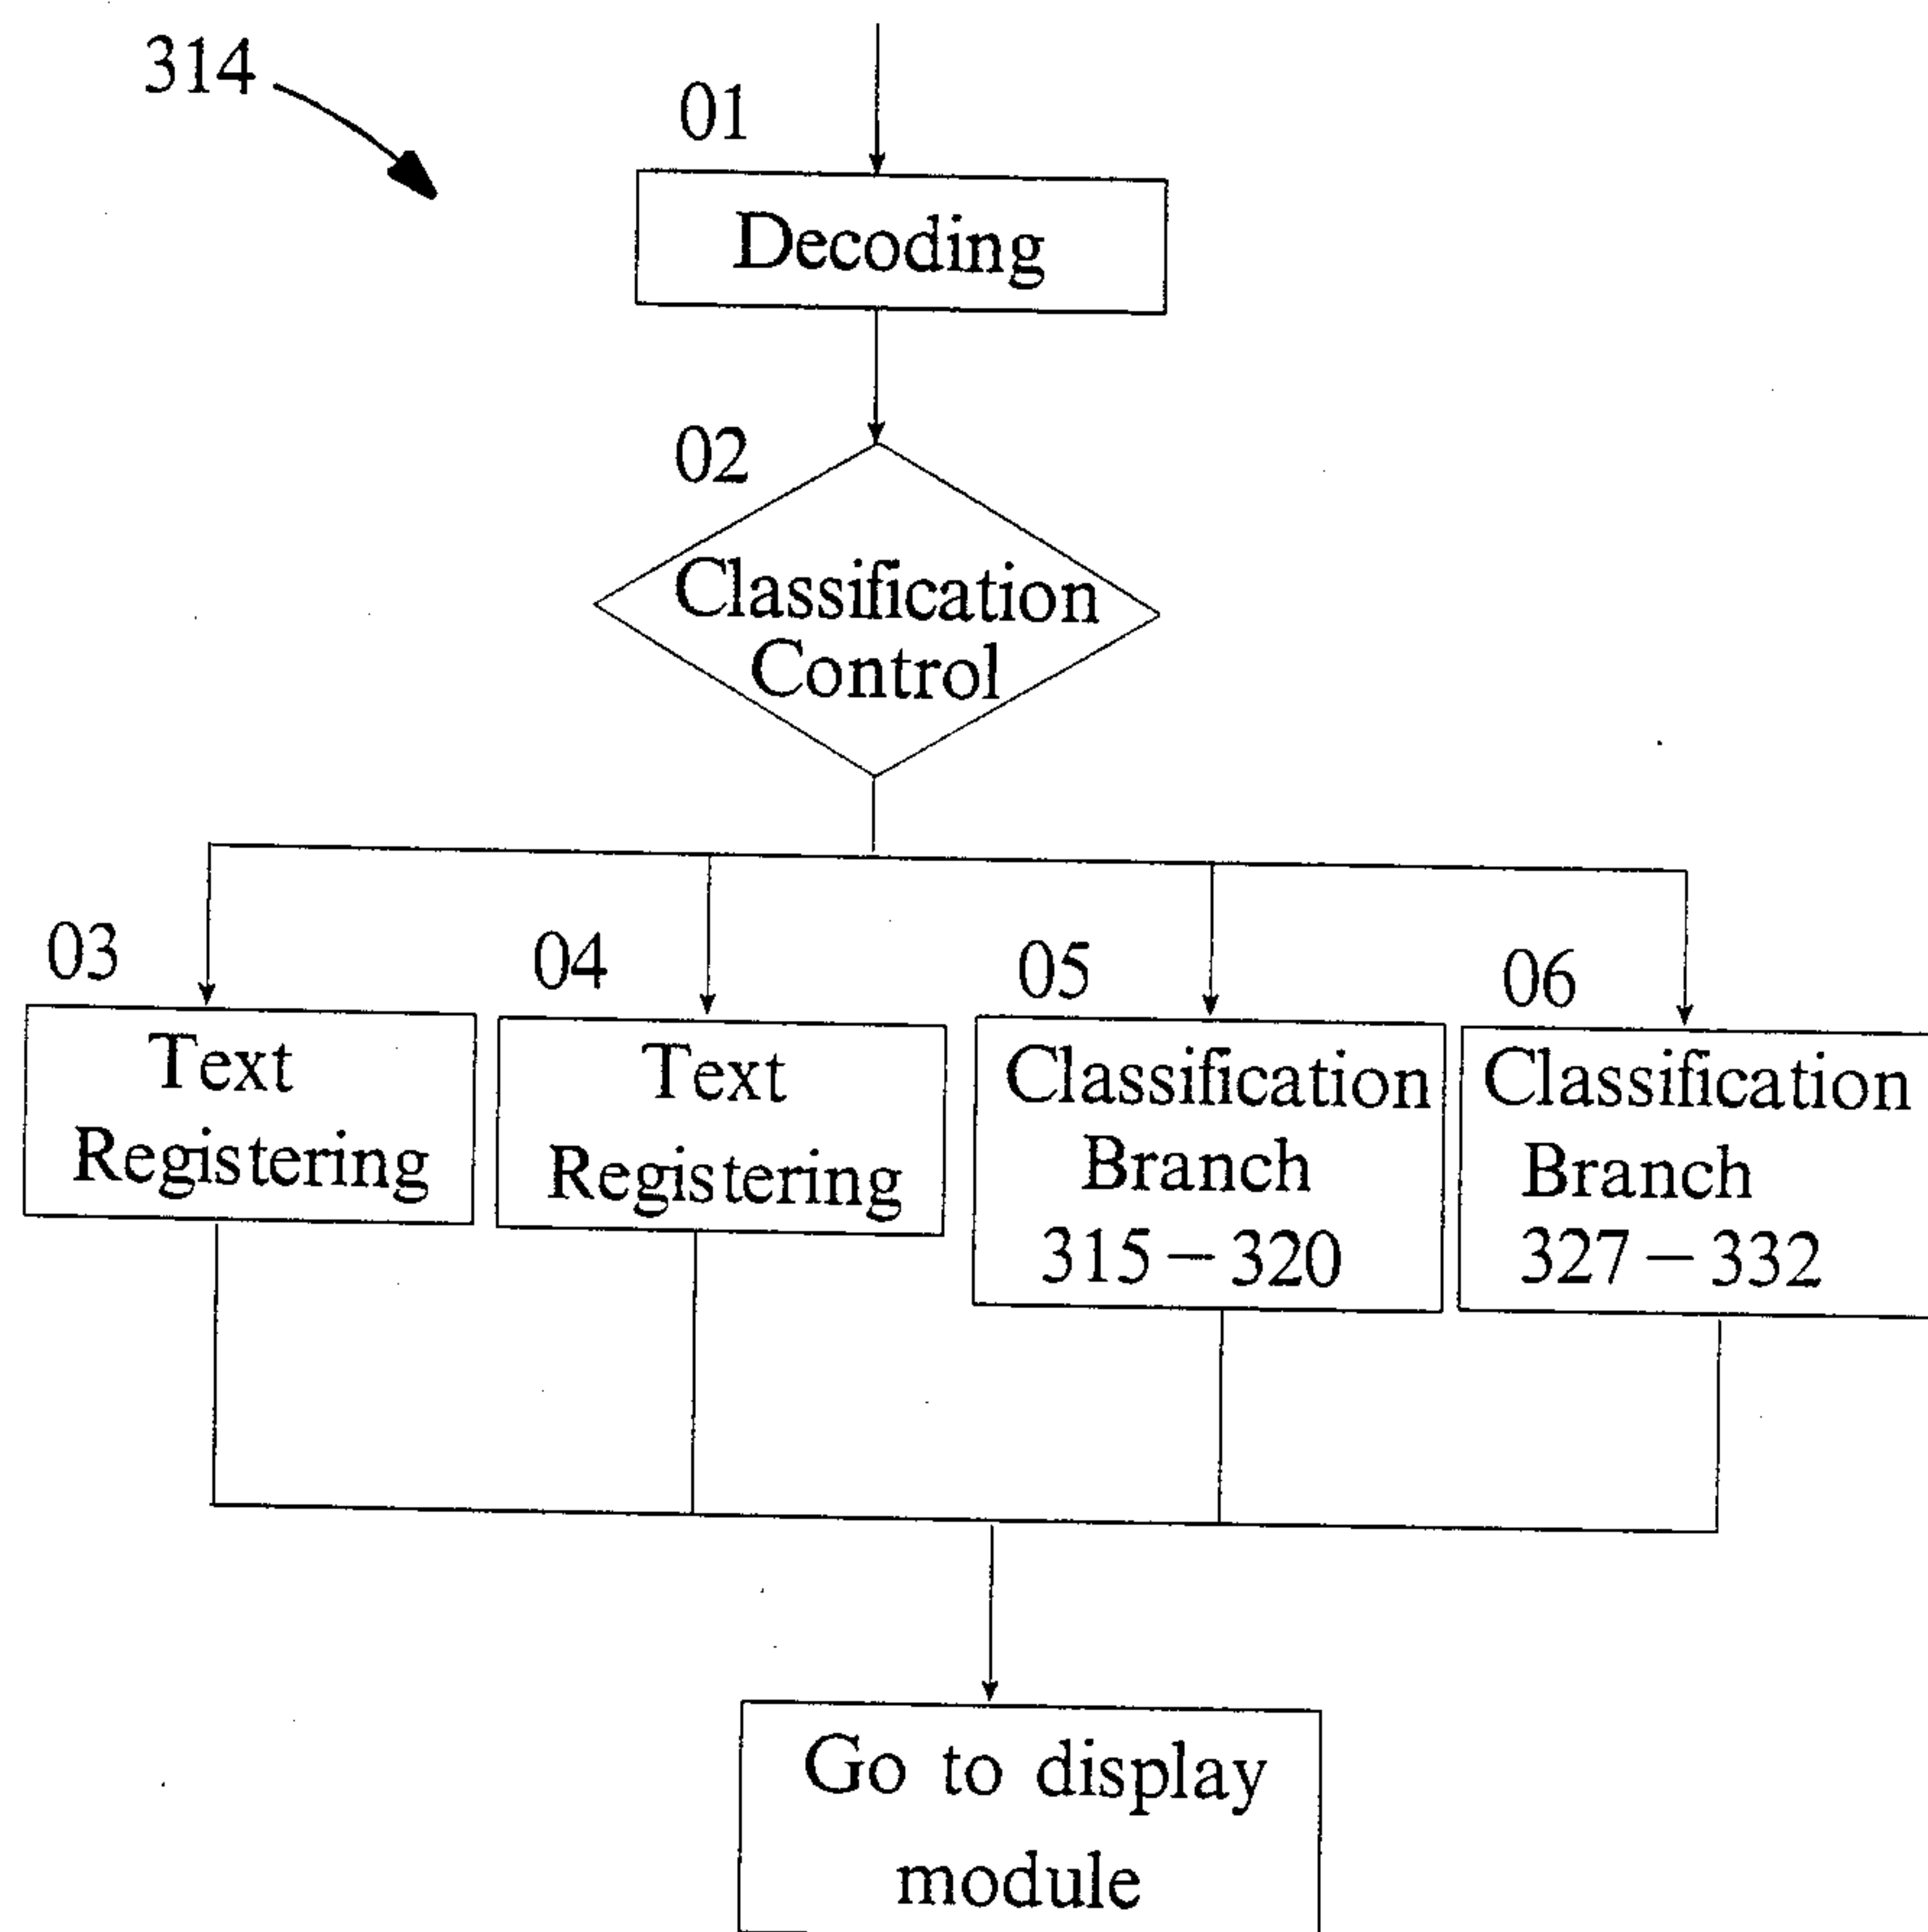 314
01
Decoding
02
Classification
Control
03
Text
Registering
04
Text
Registering
05
Classification
Branch
315 – 320
06
Classification
Branch
327 – 332
Go to display
module